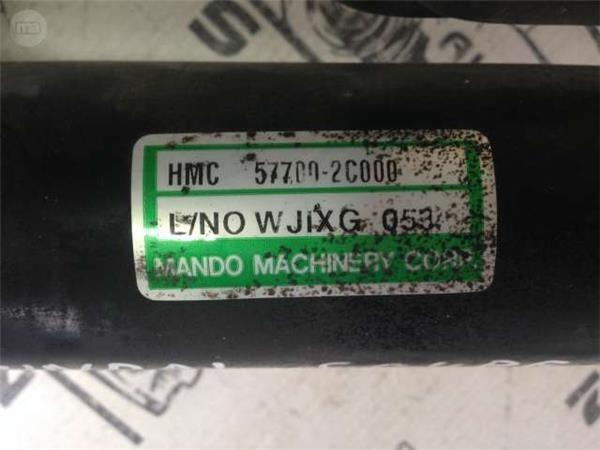 HMC 57700-2C000
L/NO WJIXG 053
MANDO MACHINERY CORP.